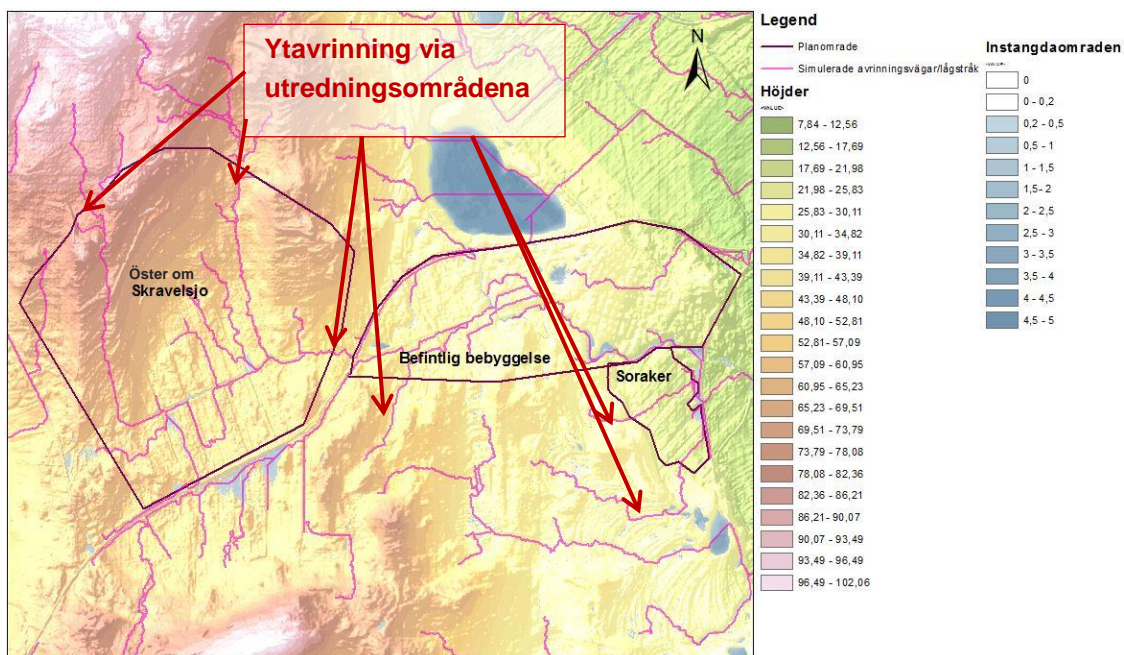 Ytavrinning via
utredningsområdena
N
Öster om
Skravelsjo
Befintlig bebyggelse
Soraker
Legend
Planomrade
Simulerade avrinningsvägar/lågstråk
Höjder
<VALUE>
7,84 - 12,56
12,56 - 17,69
17,69 - 21,98
21,98 - 25,83
25,83 - 30,11
30,11 - 34,82
34,82 - 39,11
39,11 - 43,39
43,39 - 48,10
48,10 - 52,81
52,81 - 57,09
57,09 - 60,95
60,95 - 65,23
65,23 - 69,51
69,51 - 73,79
73,79 - 78,08
78,08 - 82,36
82,36 - 86,21
86,21 - 90,07
90,07 - 93,49
93,49 - 96,49
96,49 - 102,06
Instangdaomraden
<VALUE>
0
0 - 0,2
0,2 - 0,5
0,5 - 1
1 - 1,5
1,5 - 2
2 - 2,5
2,5 - 3
3 - 3,5
3,5 - 4
4 - 4,5
4,5 - 5